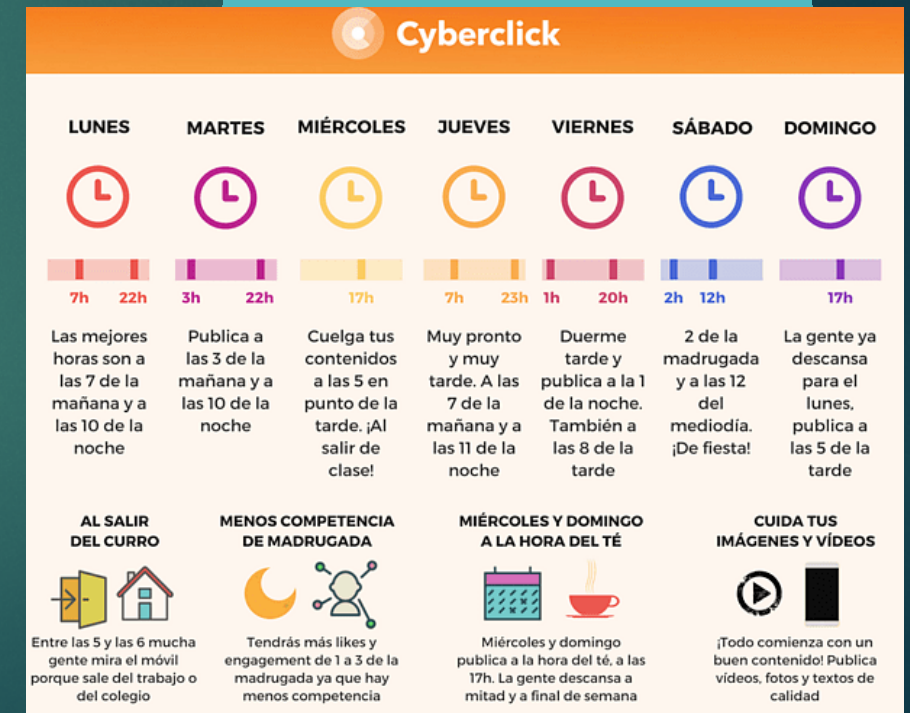 Cyberclick
LUNES
MARTES
MIÉRCOLES
JUEVES
VIERNES
SÁBADO
DOMINGO
7h 22h
3h 22h
17h
7h 23h
1h 20h
2h 12h
17h
Las mejores
horas son a
las 7 de la
mañana y a
las 10 de la
noche
Publica a
las 3 de la
mañana y a
las 10 de la
noche
Cuelga tus
contenidos
a las 5 en
punto de la
tarde. ¡Al
salir de
clase!
Muy pronto
y muy
tarde. A las
7 de la
mañana y a
las 11 de la
noche
Duerme
tarde y
publica a la 1
de la noche.
También a
las 8 de la
tarde
2 de la
madrugada
y a las 12
del
mediodía.
¡De fiesta!
La gente ya
descansa
para el
lunes,
publica a
las 5 de la
tarde
AL SALIR
DEL CURRO
Entre las 5 y las 6 mucha
gente mira el móvil
porque sale del trabajo o
del colegio
MENOS COMPETENCIA
DE MADRUGADA
Tendrás más likes y
engagement de 1 a 3 de la
madrugada ya que hay
menos competencia
MIÉRCOLES Y DOMINGO
A LA HORA DEL TÉ
Miércoles y domingo
publica a la hora del té, a las
17h. La gente descansa a
mitad y a final de semana
CUIDA TUS
IMÁGENES Y VÍDEOS
¡Todo comienza con un
buen contenido! Publica
vídeos, fotos y textos de
calidad